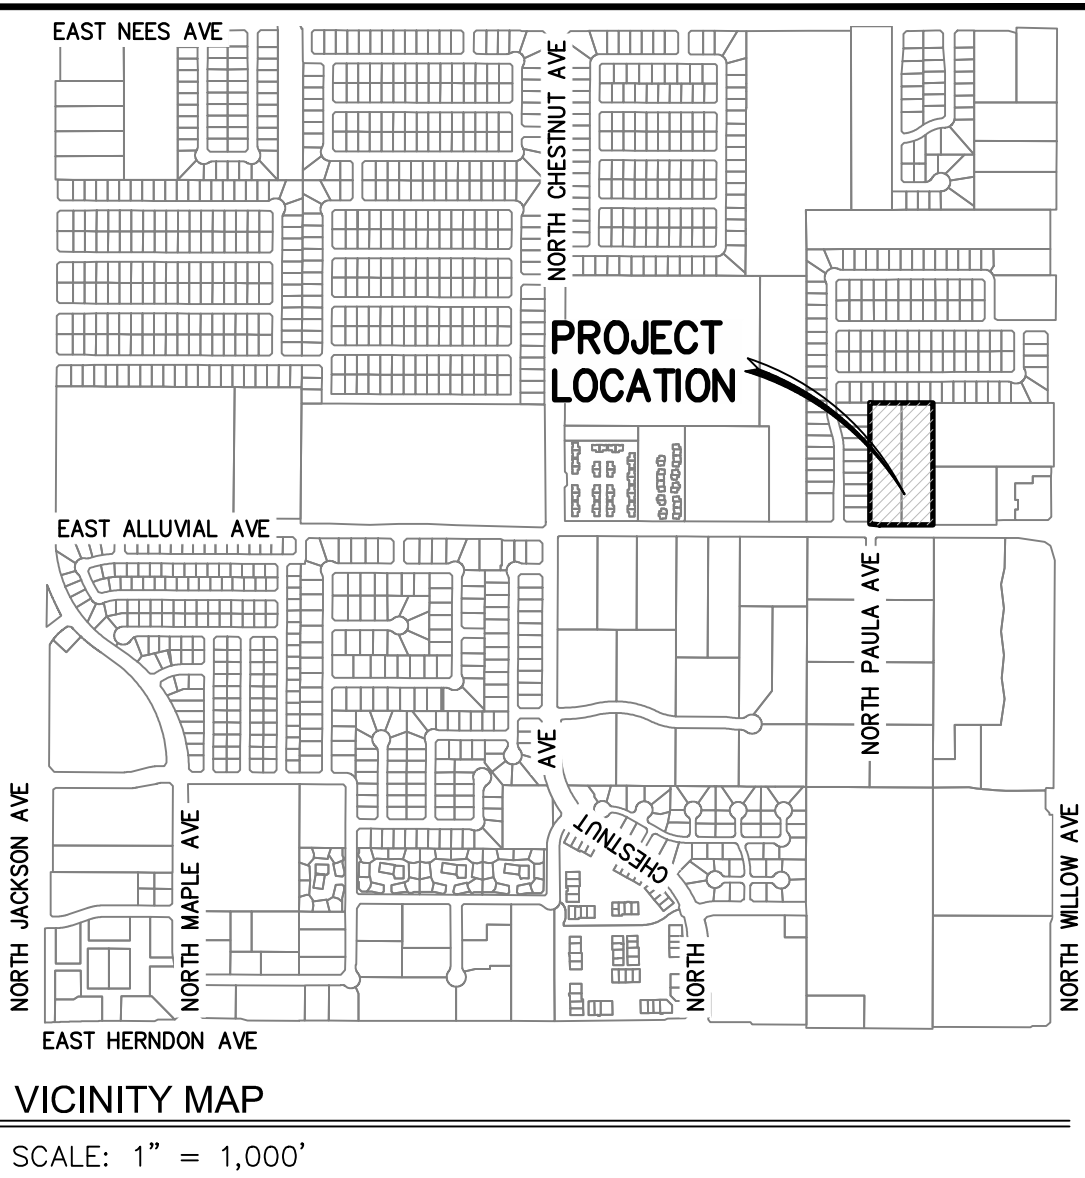 EAST NEES AVE
NORTH CHESTNUT AVE
PROJECT
LOCATION
EAST ALLUVIAL AVE
NORTH PAULA AVE
AVE
CHESTNUT
NORTH
NORTH JACKSON AVE
NORTH MAPLE AVE
NORTH WILLOW AVE
EAST HERNDON AVE
VICINITY MAP
SCALE: 1" = 1,000'